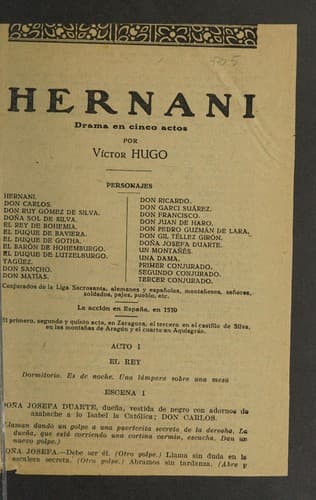 HERNANI
Drama en cinco actos
POR
Víctor HUGO
PERSONAJES
HERNANI.
DON CARLOS.
DON RUY GÓMEZ DE SILVA.
DOÑA SOL DE SILVA.
EL REY DE BOHEMIA.
EL DUQUE DE BAVIERA.
EL DUQUE DE GOTHA.
EL BARÓN DE HOHEMBURGO.
EL DUQUE DE LUTZELBURGO.
YAGÜEZ.
DON SANCHO.
DON MATÍAS.
DON RICARDO.
DON GARCI SUÁREZ.
DON FRANCISCO.
DON JUAN DE HARO.
DON PEDRO GUZMÁN DE LARA.
DON GIL TÉLLEZ GIRÓN.
DOÑA JOSEFA DUARTE.
UN MONTAÑÉS.
UNA DAMA.
PRIMER CONJURADO.
SEGUNDO CONJURADO.
TERCER CONJURADO.
Conjurados de la Liga Sacrosanta, alemanes y españoles, montañeses, señores,
soldados, pajes, pueblo, etc.
La acción en España, en 1519
El primero, segundo y quinto acto, en Zaragoza, el tercero en el castillo de Silva,
en las montañas de Aragón y el cuarto en Aquisgrán.
ACTO I
EL REY
Dormitorio. Es de noche. Una lámpara sobre una mesa
ESCENA I
DOÑA JOSEFA DUARTE, dueña, vestida de negro con adornos de
azabache a lo Isabel la Católica; DON CARLOS.
(Llaman dando un golpe a una puertecita secreta de la derecha. La
dueña, que está corriendo una cortina carmín, escucha. Dan un
nuevo golpe.)
DOÑA JOSEFA.—Debe ser él. (Otro golpe.) Llama sin duda en la
escalera secreta. (Otro golpe.) Abramos sin tardanza. (Abre y